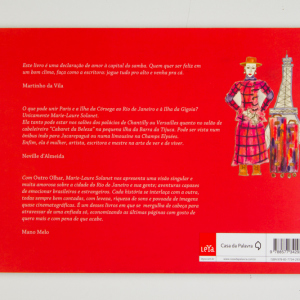 Este livro é uma declaração de amor à capital do samba. Quem quer ser feliz em
um bom clima, faça como a escritora: jogue tudo pro alto e venha pra cá.
Martinho da Vila
O que pode unir Paris e a Ilha de Córsega ao Rio de Janeiro e à Ilha da Gigóia?
Unicamente Marie-Laure Solanet.
Ela tanto pode estar nos salões dos palácios de Chantilly ou Versailles quanto no salão de
cabeleireiro "Cabaret da Beleza" na pequena Ilha da Barra da Tijuca. Pode ser vista num
ônibus indo para Jacarepaguá ou numa limousine na Champs Elysées.
Enfim, ela é mulher, artista, escritora e mestre na arte de ver e de viver.
Neville d'Almeida
Com Outro Olhar, Marie-Laure Solanet nos apresenta uma visão singular e
muito amorosa sobre a cidade do Rio de Janeiro e sua gente; aventuras capazes
de emocionar brasileiros e estrangeiros. Cada história se interliga com a outra,
todas sempre bem contadas, com leveza, riqueza de sons e povoada de imagens
quase cinematográficas. É um desses livros em que se mergulha de cabeça para
atravessar de uma enfiada só, economizando as últimas páginas com gosto de
quero mais e com pena de que acabe.
Mano Melo
LeYa
Casa da Palavra